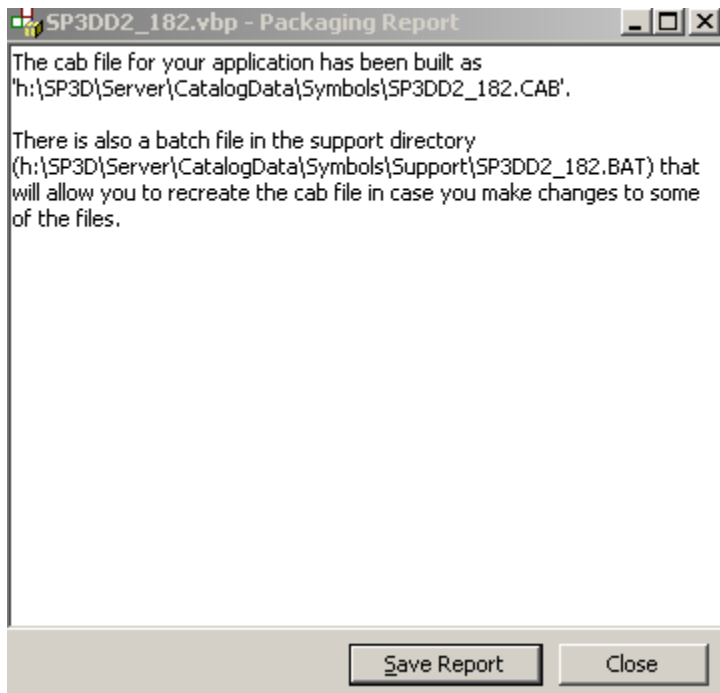 SP3DD2_182.vbp - Packaging Report
The cab file for your application has been built as
'h:\SP3D\Server\CatalogData\Symbols\SP3DD2_182.CAB'.
There is also a batch file in the support directory
(h:\SP3D\Server\CatalogData\Symbols\Support\SP3DD2_182.BAT) that
will allow you to recreate the cab file in case you make changes to some
of the files.
Save Report Close